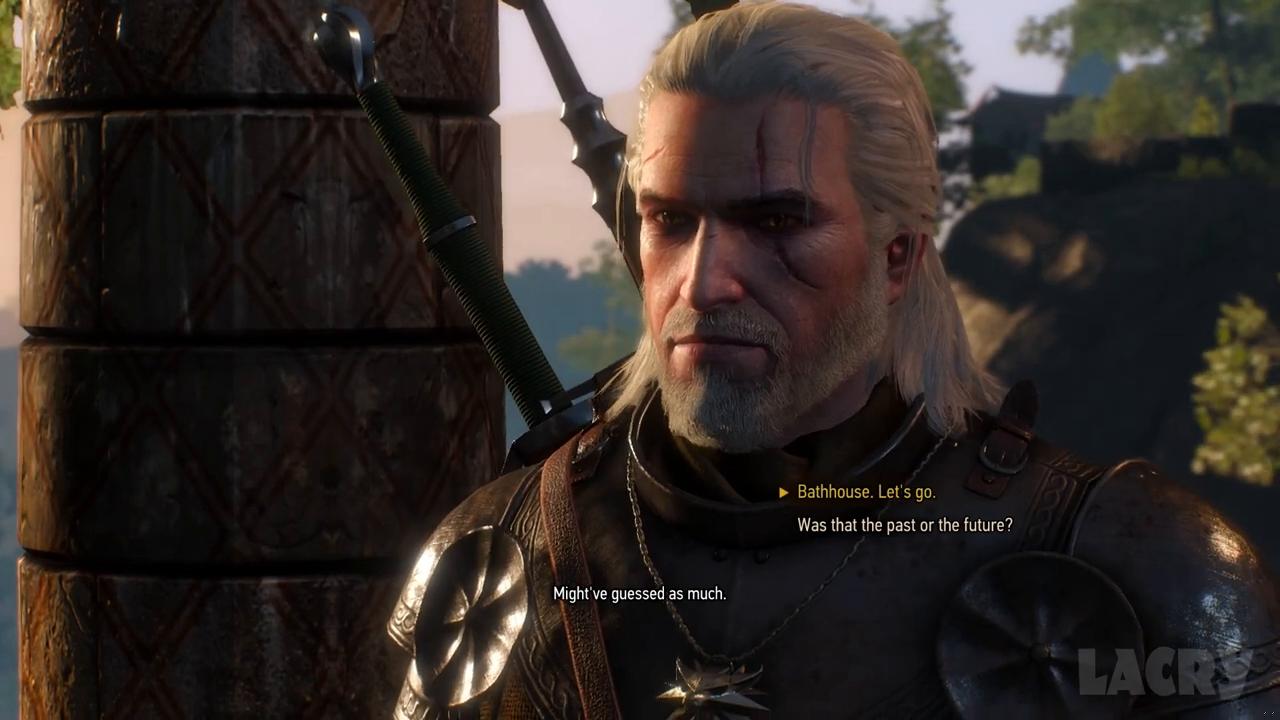 Bathhouse. Let's go.
Was that the past or the future?
Might've guessed as much.
LACRY